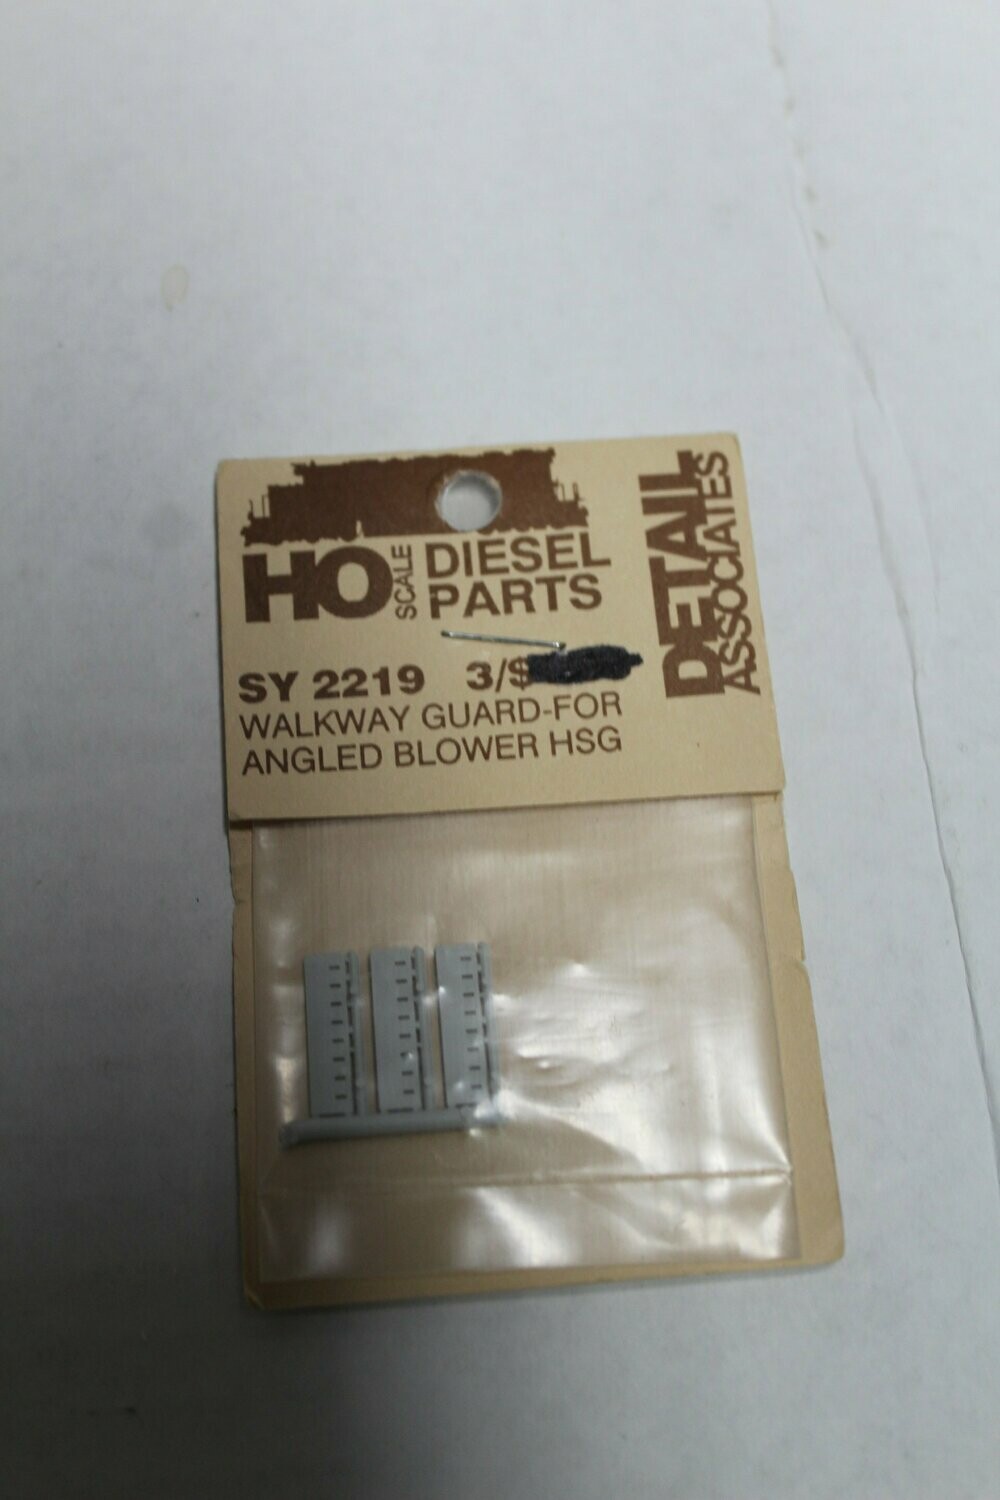 HO SCALE DIESEL PARTS
DETAIL ASSOCIATES
SY 2219 3/$
WALKWAY GUARD-FOR
ANGLED BLOWER HSG